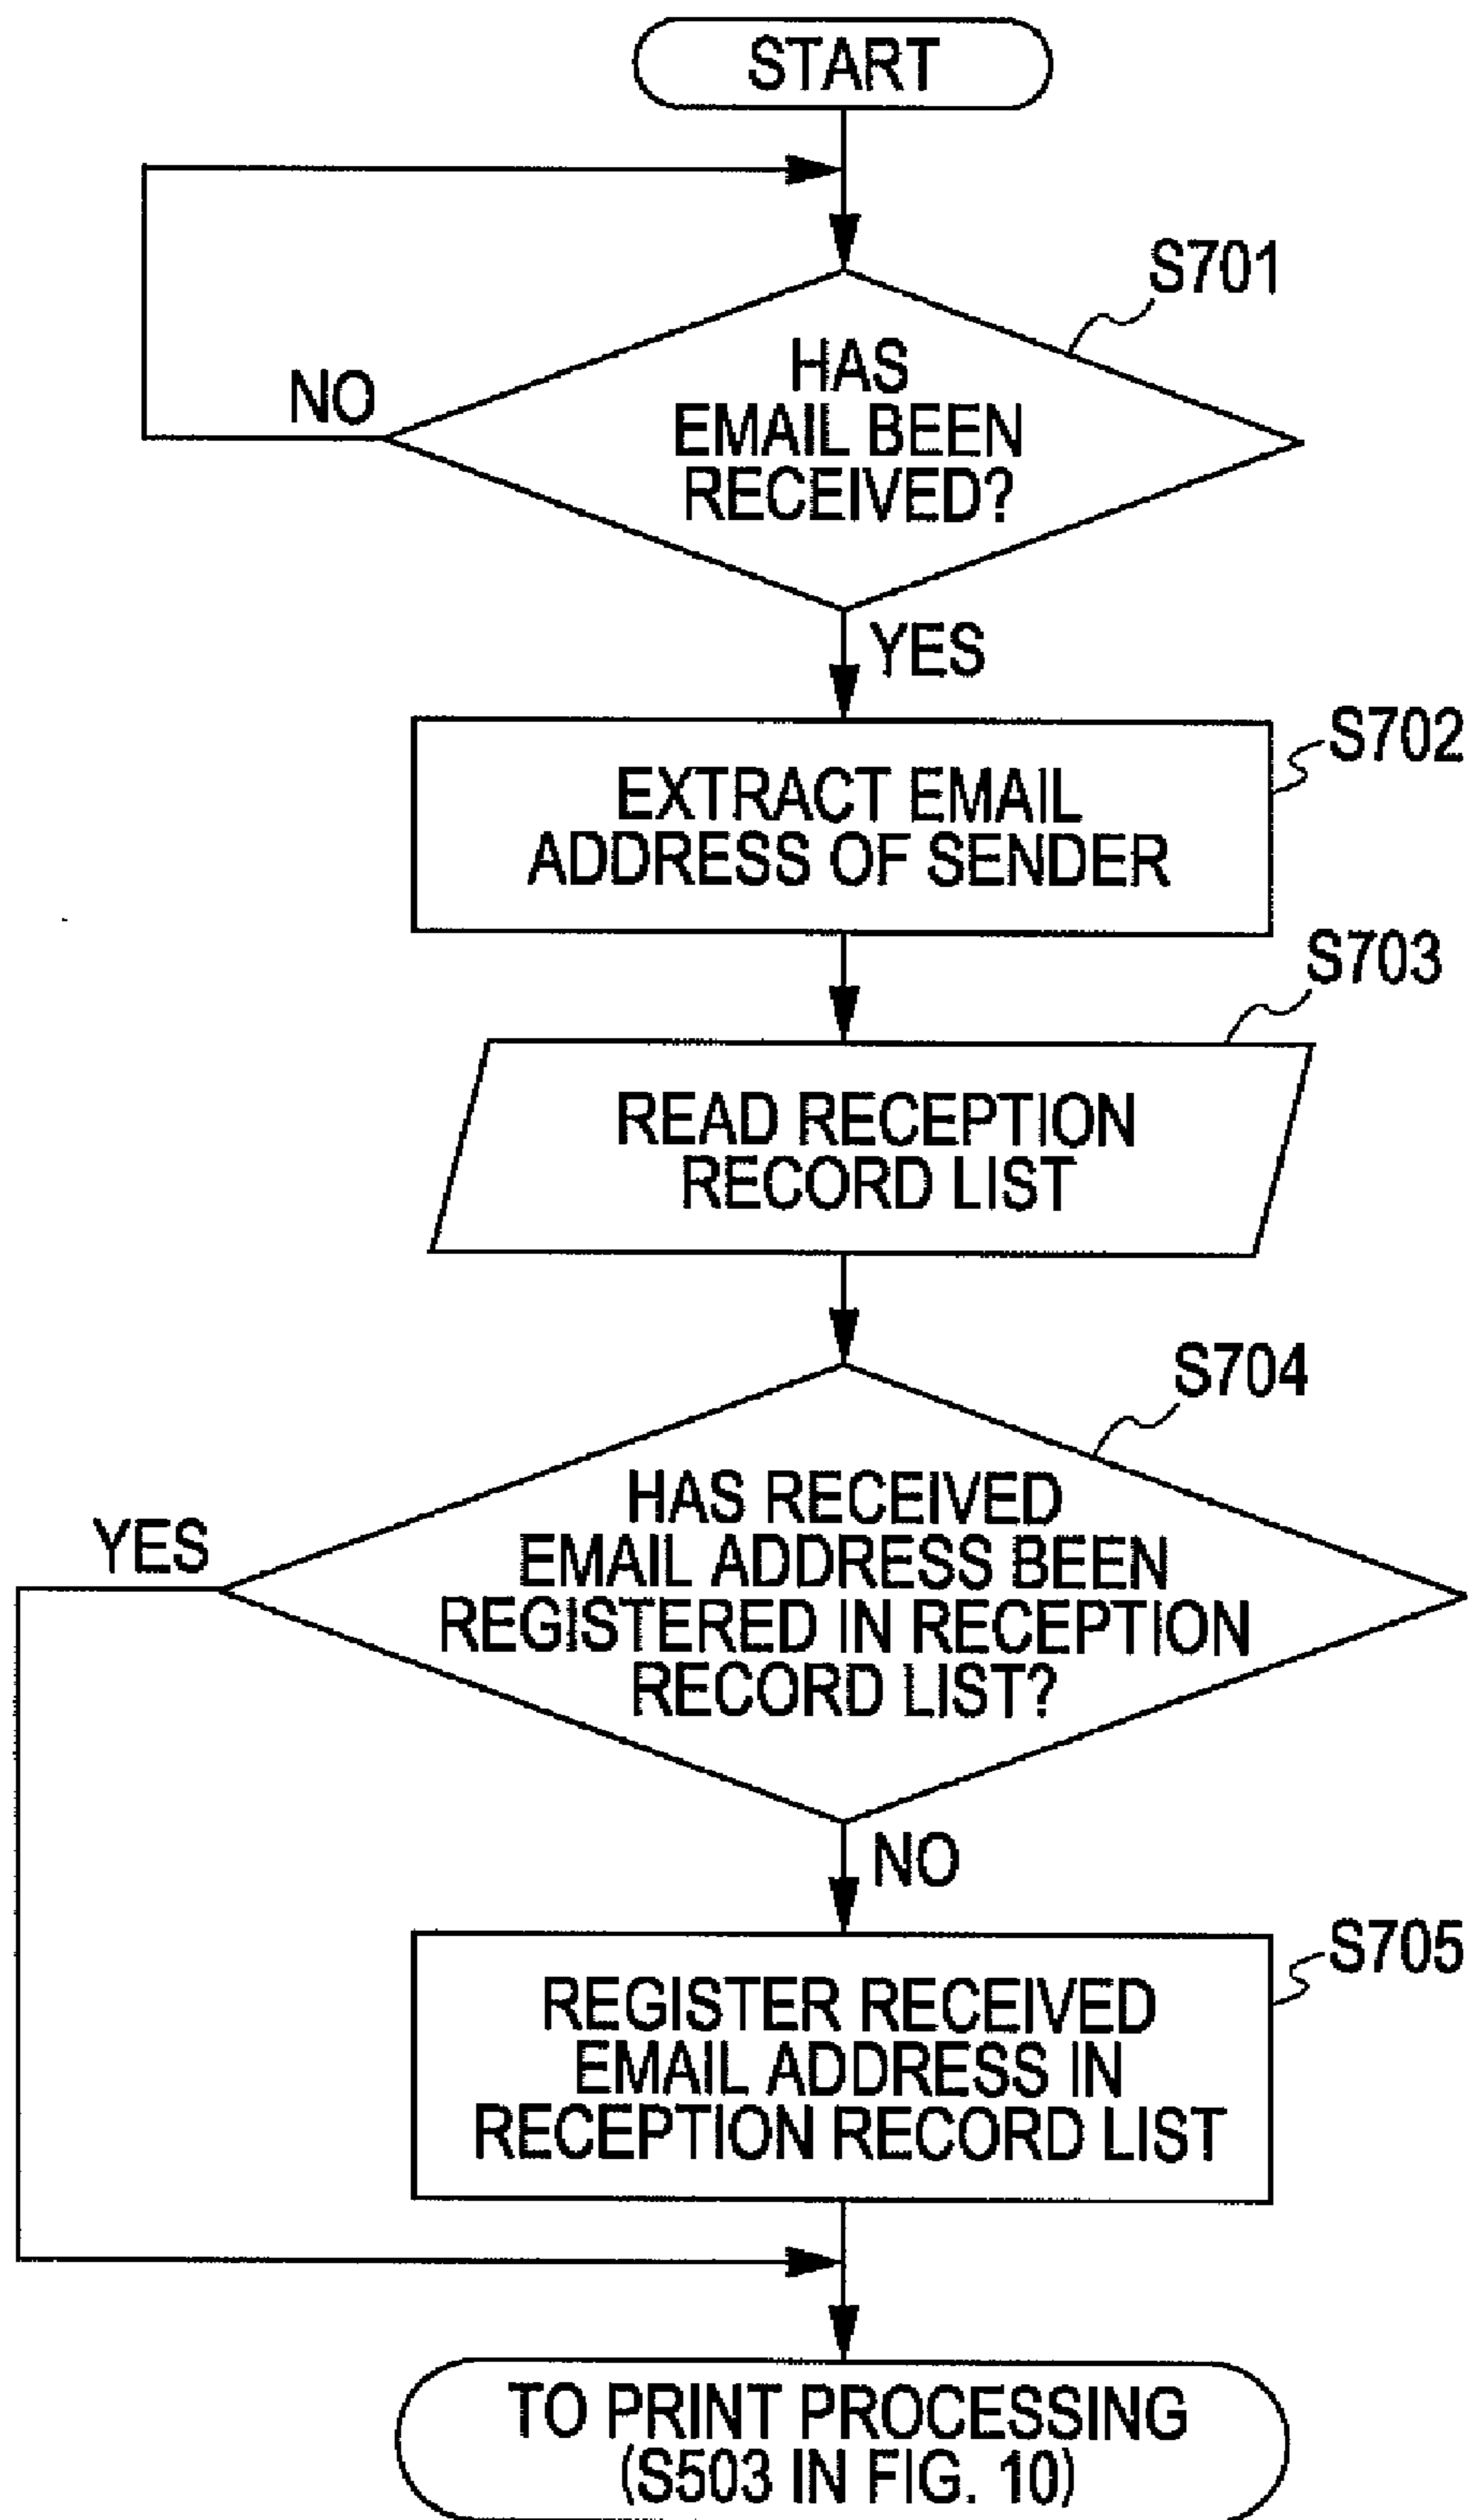 START
S701
HAS
EMAIL BEEN
RECEIVED?
NO
YES
S702
EXTRACT EMAIL
ADDRESS OF SENDER
S703
READ RECEPTION
RECORD LIST
S704
HAS RECEIVED
EMAIL ADDRESS BEEN
REGISTERED IN RECEPTION
RECORD LIST?
YES
NO
S705
REGISTER RECEIVED
EMAIL ADDRESS IN
RECEPTION RECORD LIST
TO PRINT PROCESSING
(S503 IN FIG. 10)